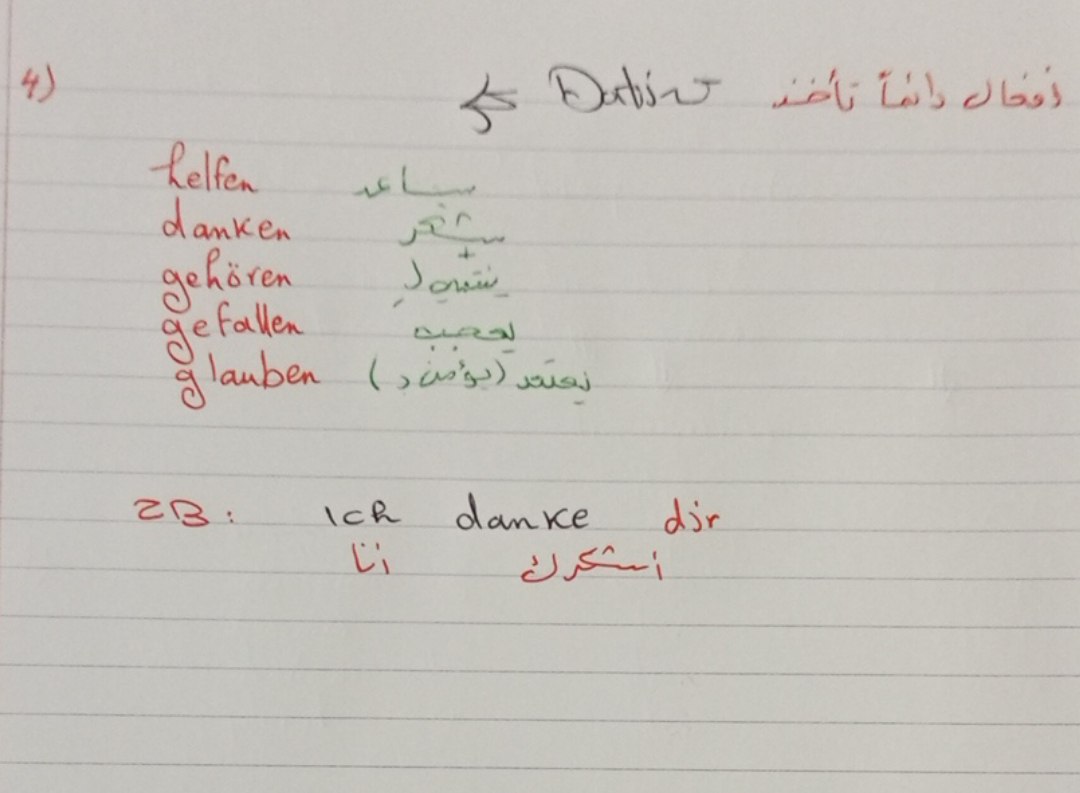 4)
أفعال دائماً تأخذ Dativ
helfen يساعد
danken يشكر
gehören ينتمي لِ
gefallen يعجب
glauben يعتقد (يؤمن بـ)
ZB: Ich danke dir
أنا أشكرك